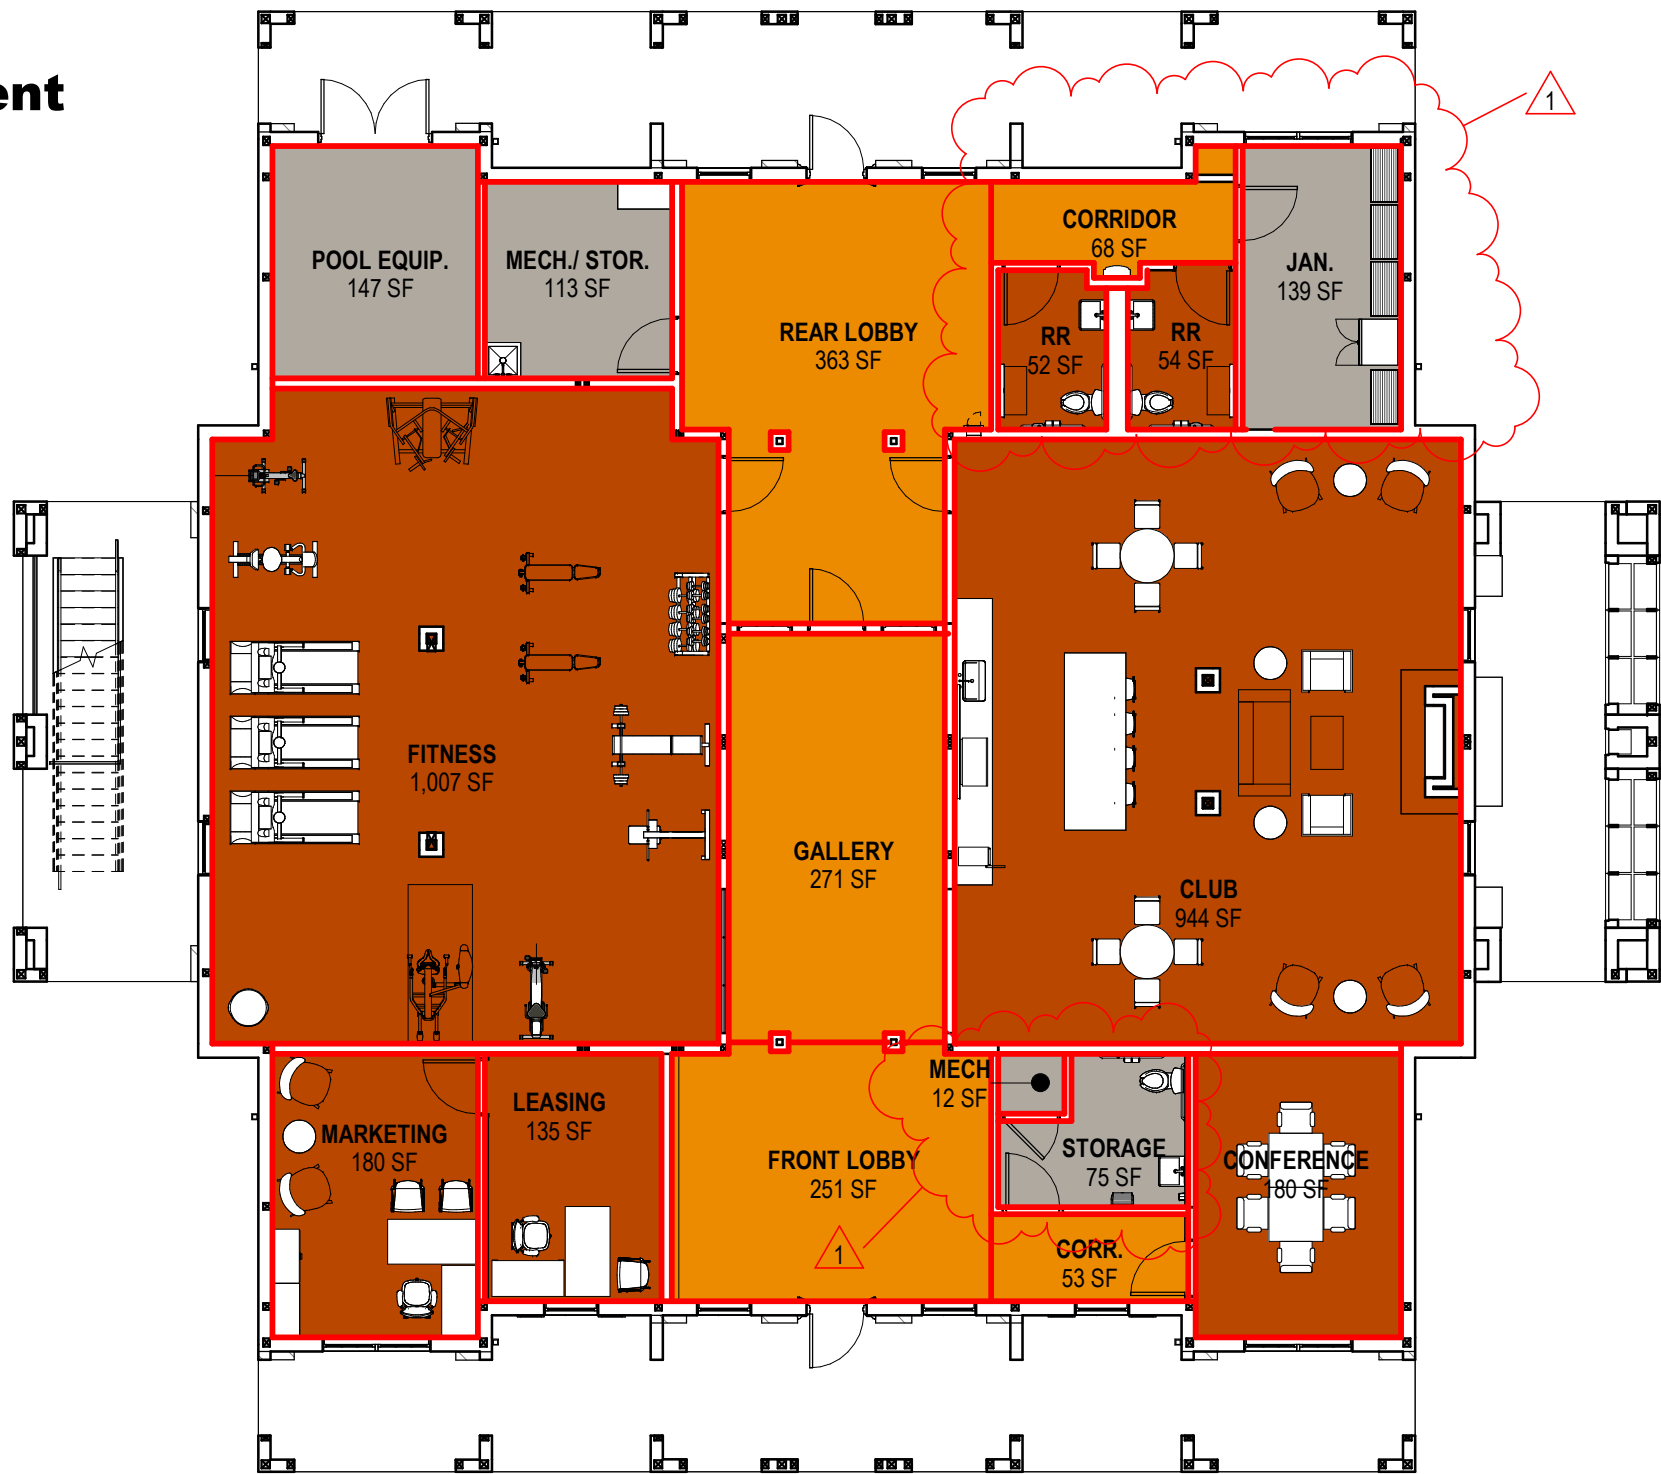 ent
1
CORRIDOR
68 SF
POOL EQUIP.
147 SF
MECH./ STOR.
113 SF
JAN.
139 SF
REAR LOBBY
363 SF
RR
52 SF
RR
54 SF
FITNESS
1,007 SF
GALLERY
271 SF
CLUB
944 SF
MECH
12 SF
LEASING
135 SF
MARKETING
180 SF
STORAGE
75 SF
FRONT LOBBY
251 SF
CONFERENCE
180 SF
1
CORR.
53 SF